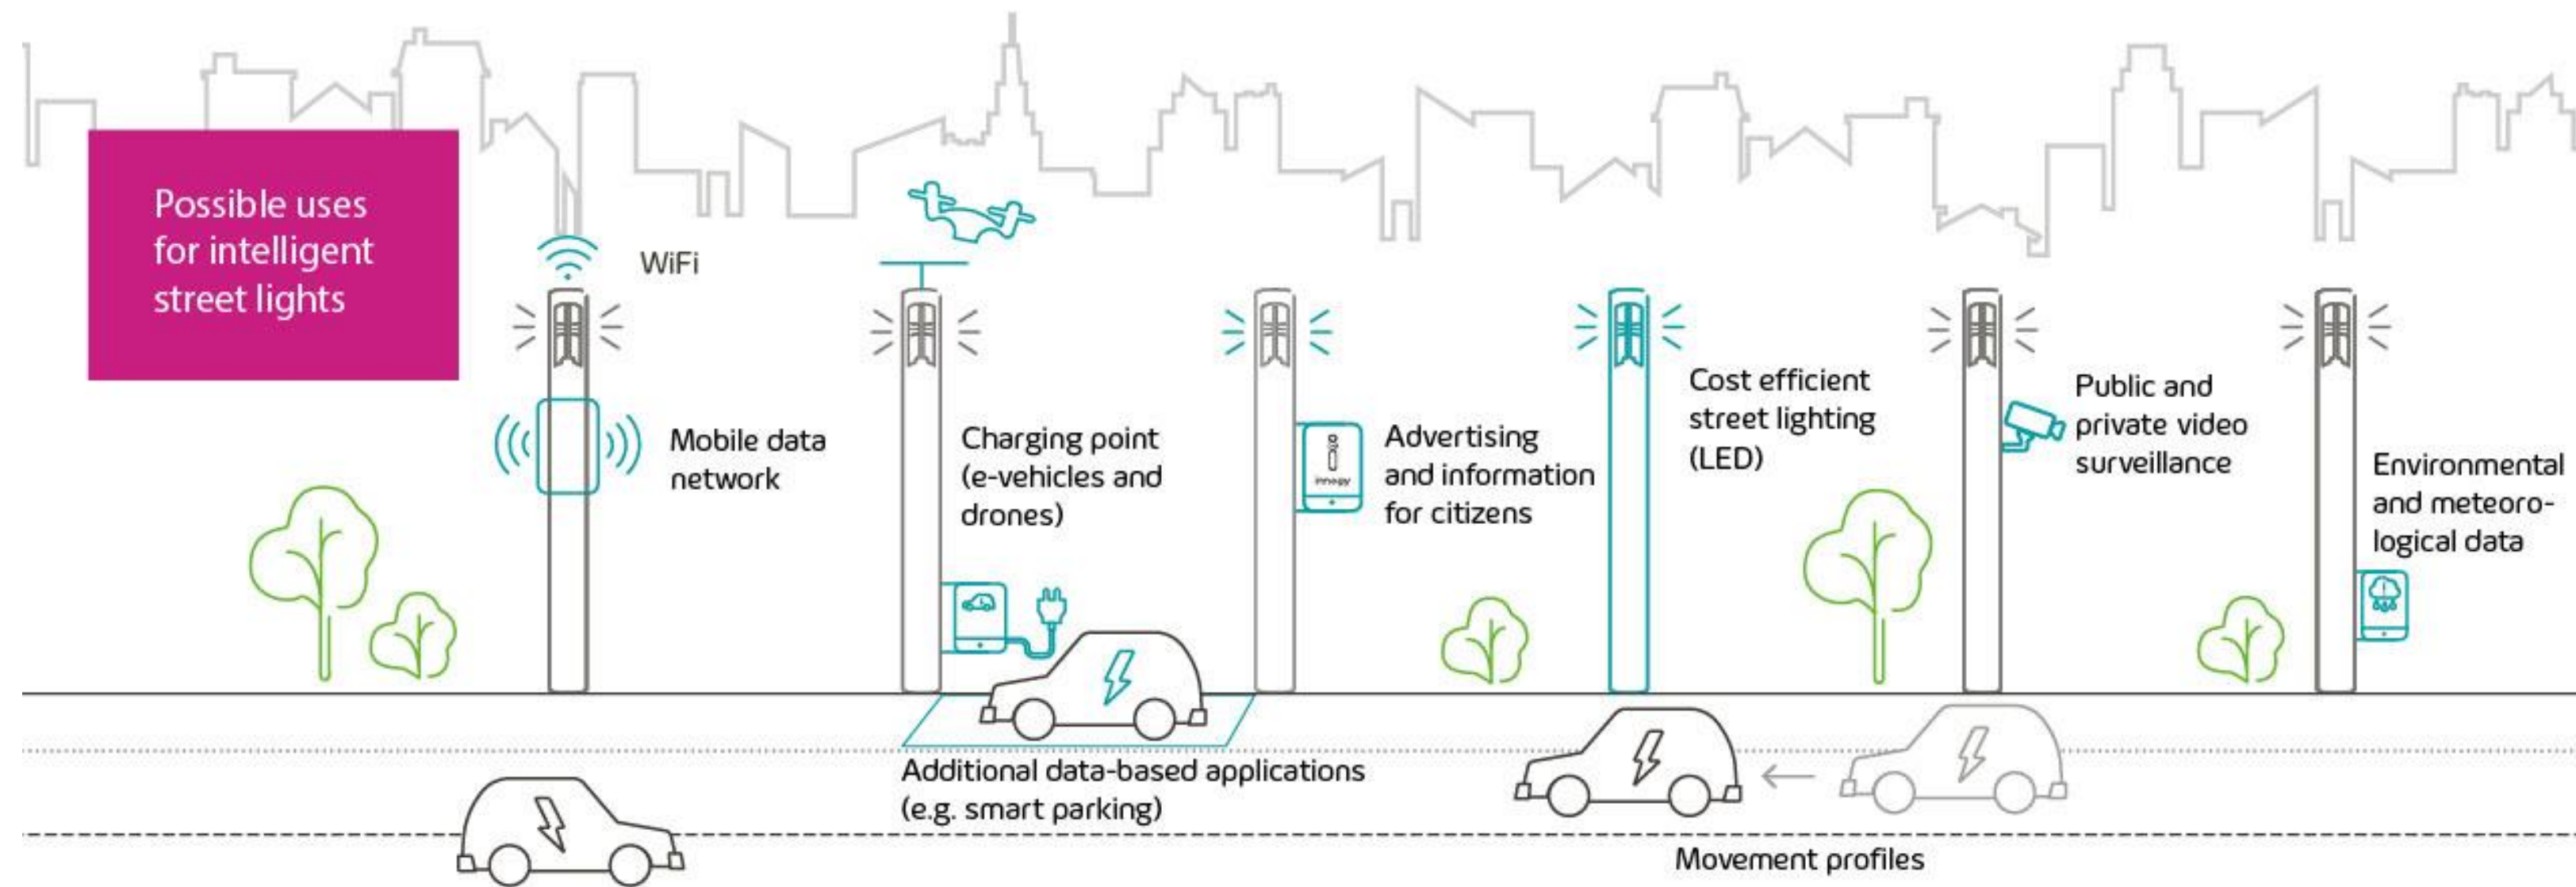 Possible uses
for intelligent
street lights
WiFi
Mobile data
network
Charging point
(e-vehicles and
drones)
Advertising
and information
for citizens
innogy
Cost efficient
street lighting
(LED)
Public and
private video
surveillance
Environmental
and meteoro-
logical data
Additional data-based applications
(e.g. smart parking)
Movement profiles